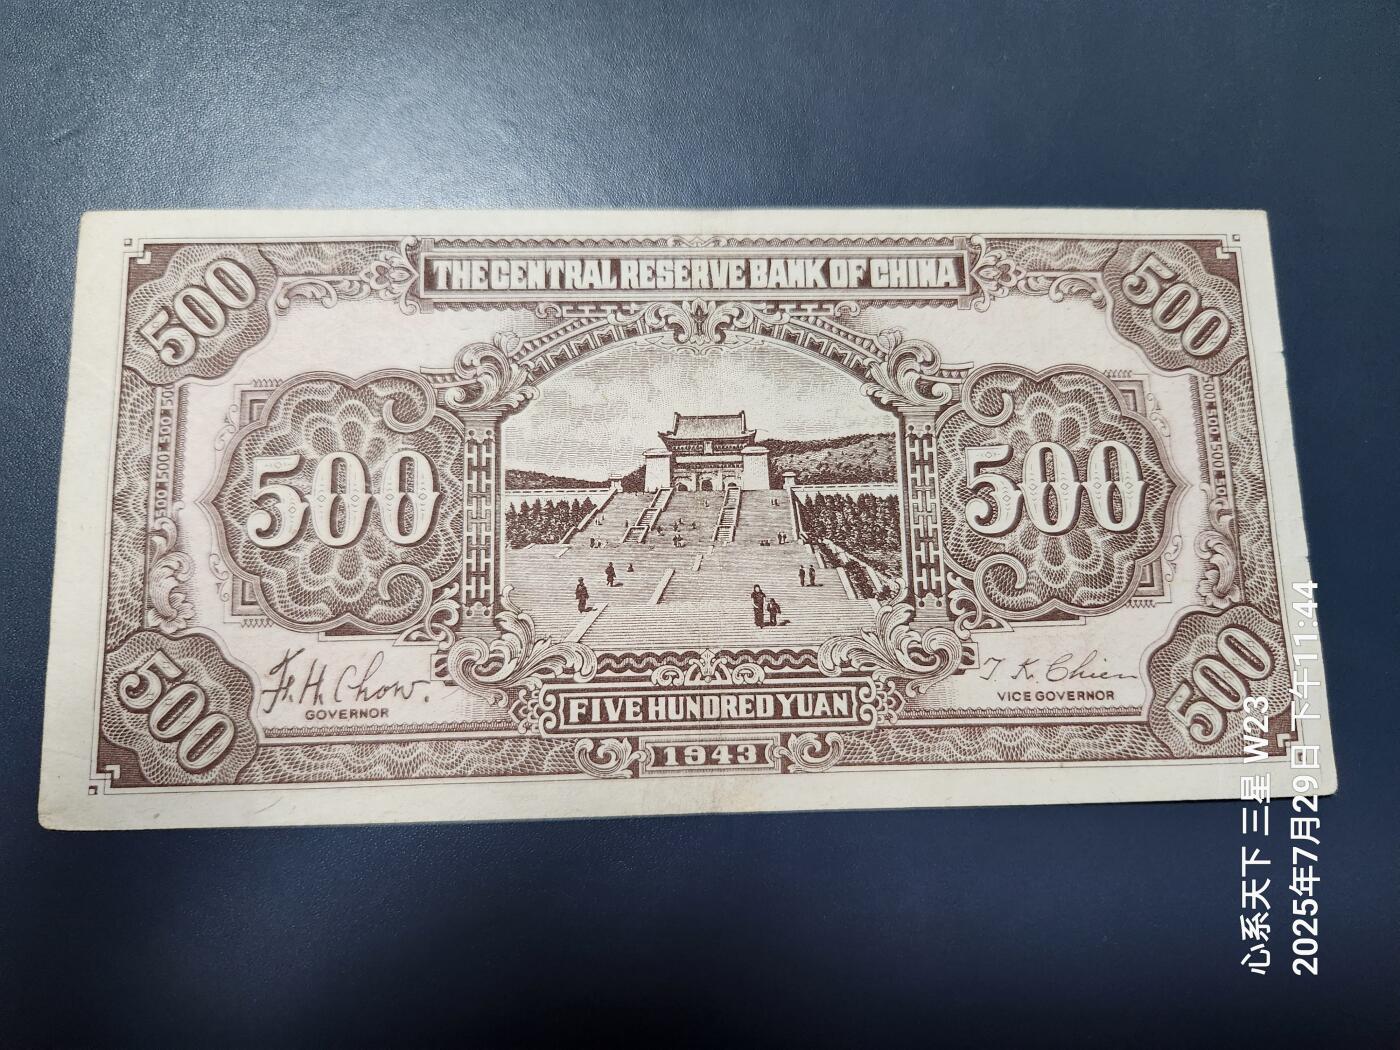 THE CENTRAL RESERVE BANK OF CHINA
500
500
500
500
F. H. Chow.
GOVERNOR
T. K. Chien
VICE GOVERNOR
500
500
FIVE HUNDRED YUAN
1943
心系天下 三星 W23
2025年7月29日 下午11:44